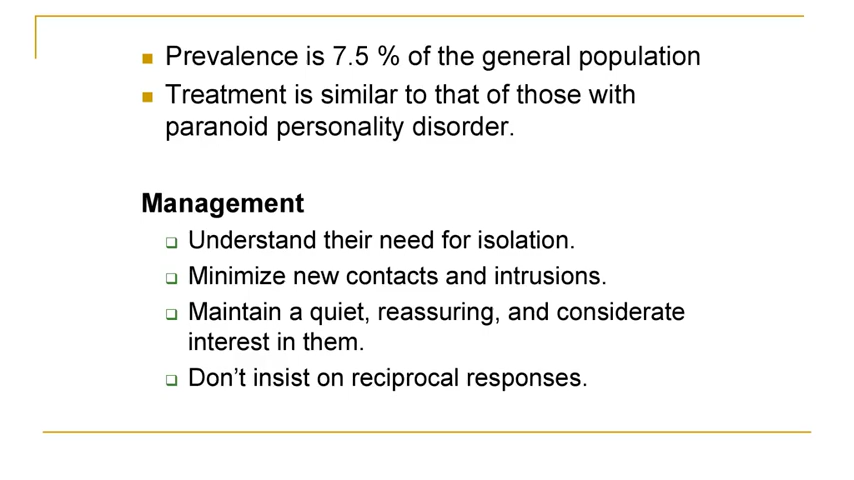 Prevalence is 7.5 % of the general population
Treatment is similar to that of those with
paranoid personality disorder.
Management
Understand their need for isolation.
Minimize new contacts and intrusions.
Maintain a quiet, reassuring, and considerate
interest in them.
Don’t insist on reciprocal responses.